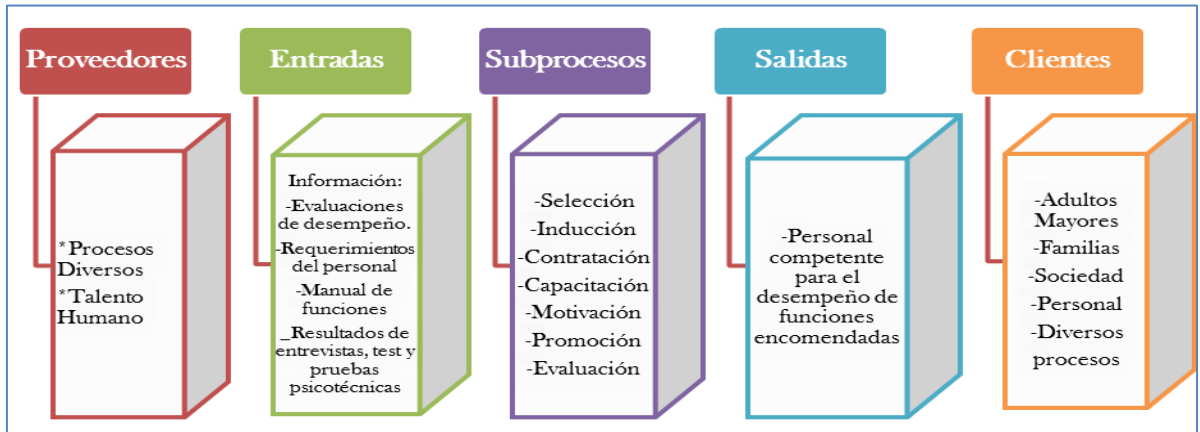 Proveedores
*Procesos
Diversos
*Talento
Humano
Entradas
Información:
-Evaluaciones
de desempeño.
-Requerimientos
del personal
-Manual de
funciones
_Resultados de
entrevistas, test y
pruebas
psicotécnicas
Subprocesos
-Selección
-Inducción
-Contratación
-Capacitación
-Motivación
-Promoción
-Evaluación
Salidas
-Personal
competente
para el
desempeño de
funciones
encomendadas
Clientes
-Adultos
Mayores
-Familias
-Sociedad
-Personal
-Diversos
procesos